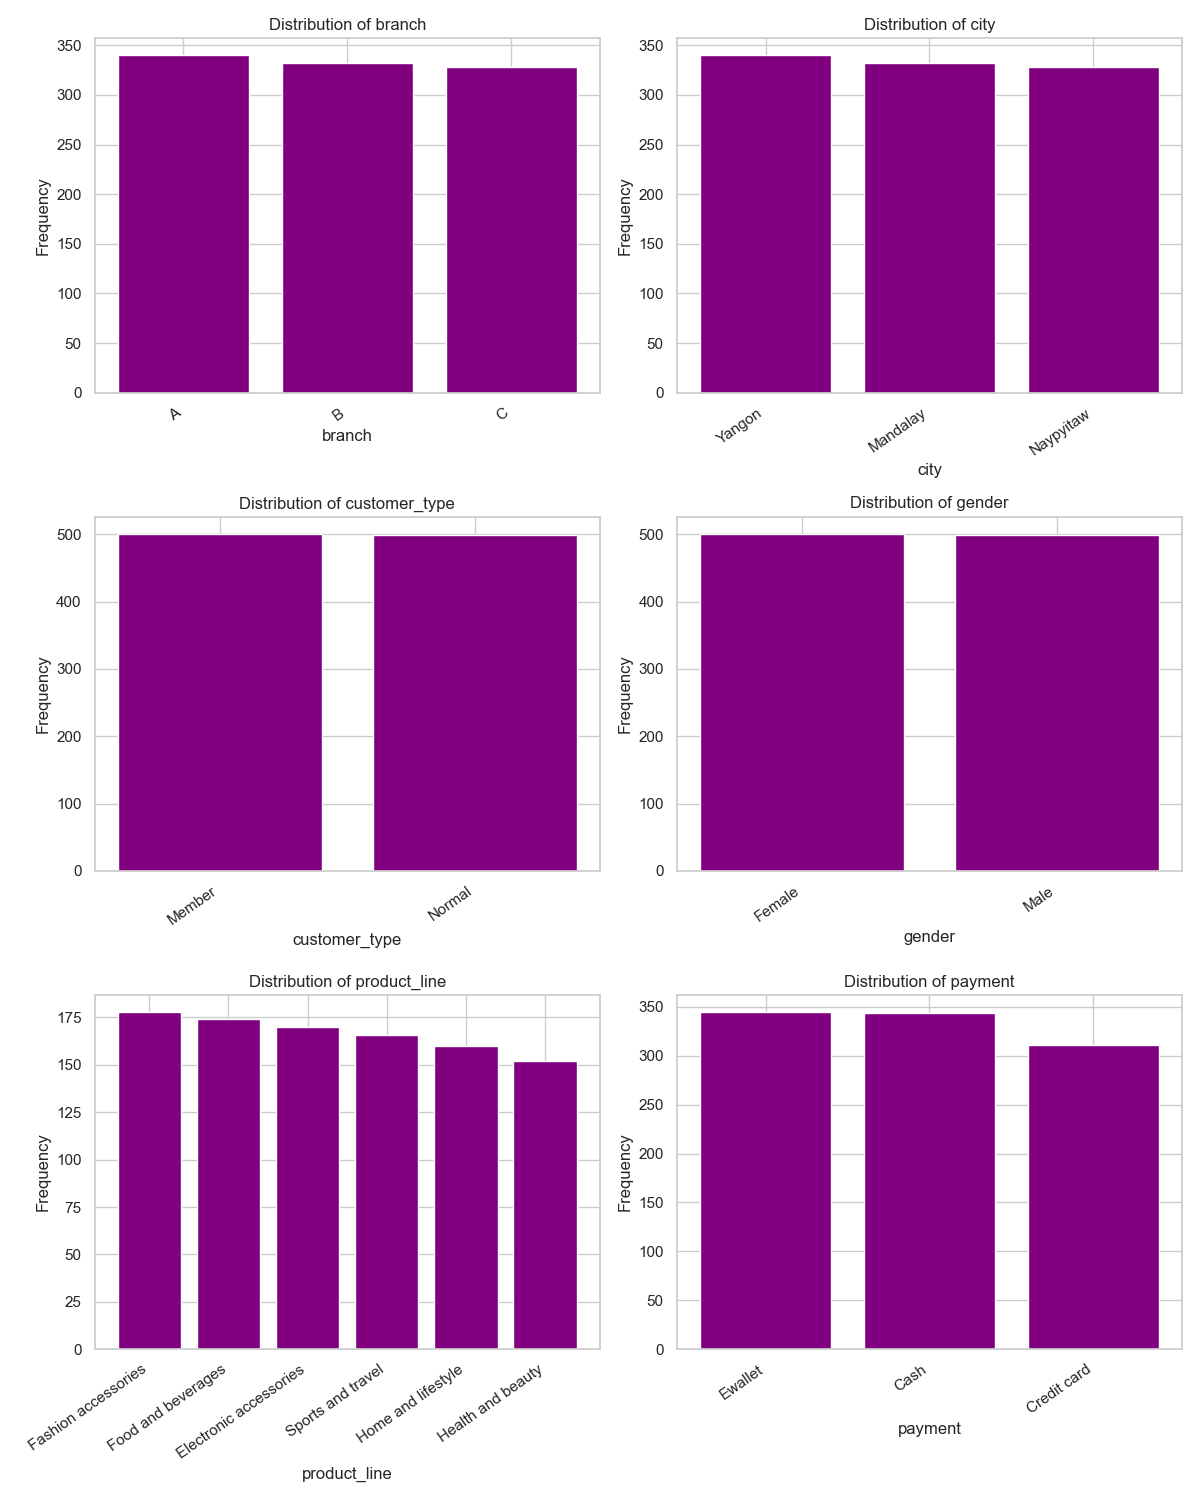 Distribution of branch
350
300
250
200
150
100
50
0
Frequency
A
B
C
branch
Distribution of city
350
300
250
200
150
100
50
0
Frequency
Yangon
Mandalay
Naypyitaw
city
Distribution of customer_type
500
400
300
200
100
0
Frequency
Member
Normal
customer_type
Distribution of gender
500
400
300
200
100
0
Frequency
Female
Male
gender
Distribution of product_line
175
150
125
100
75
50
25
0
Frequency
Fashion accessories
Food and beverages
Electronic accessories
Sports and travel
Home and lifestyle
Health and beauty
product_line
Distribution of payment
350
300
250
200
150
100
50
0
Frequency
Ewallet
Cash
Credit card
payment